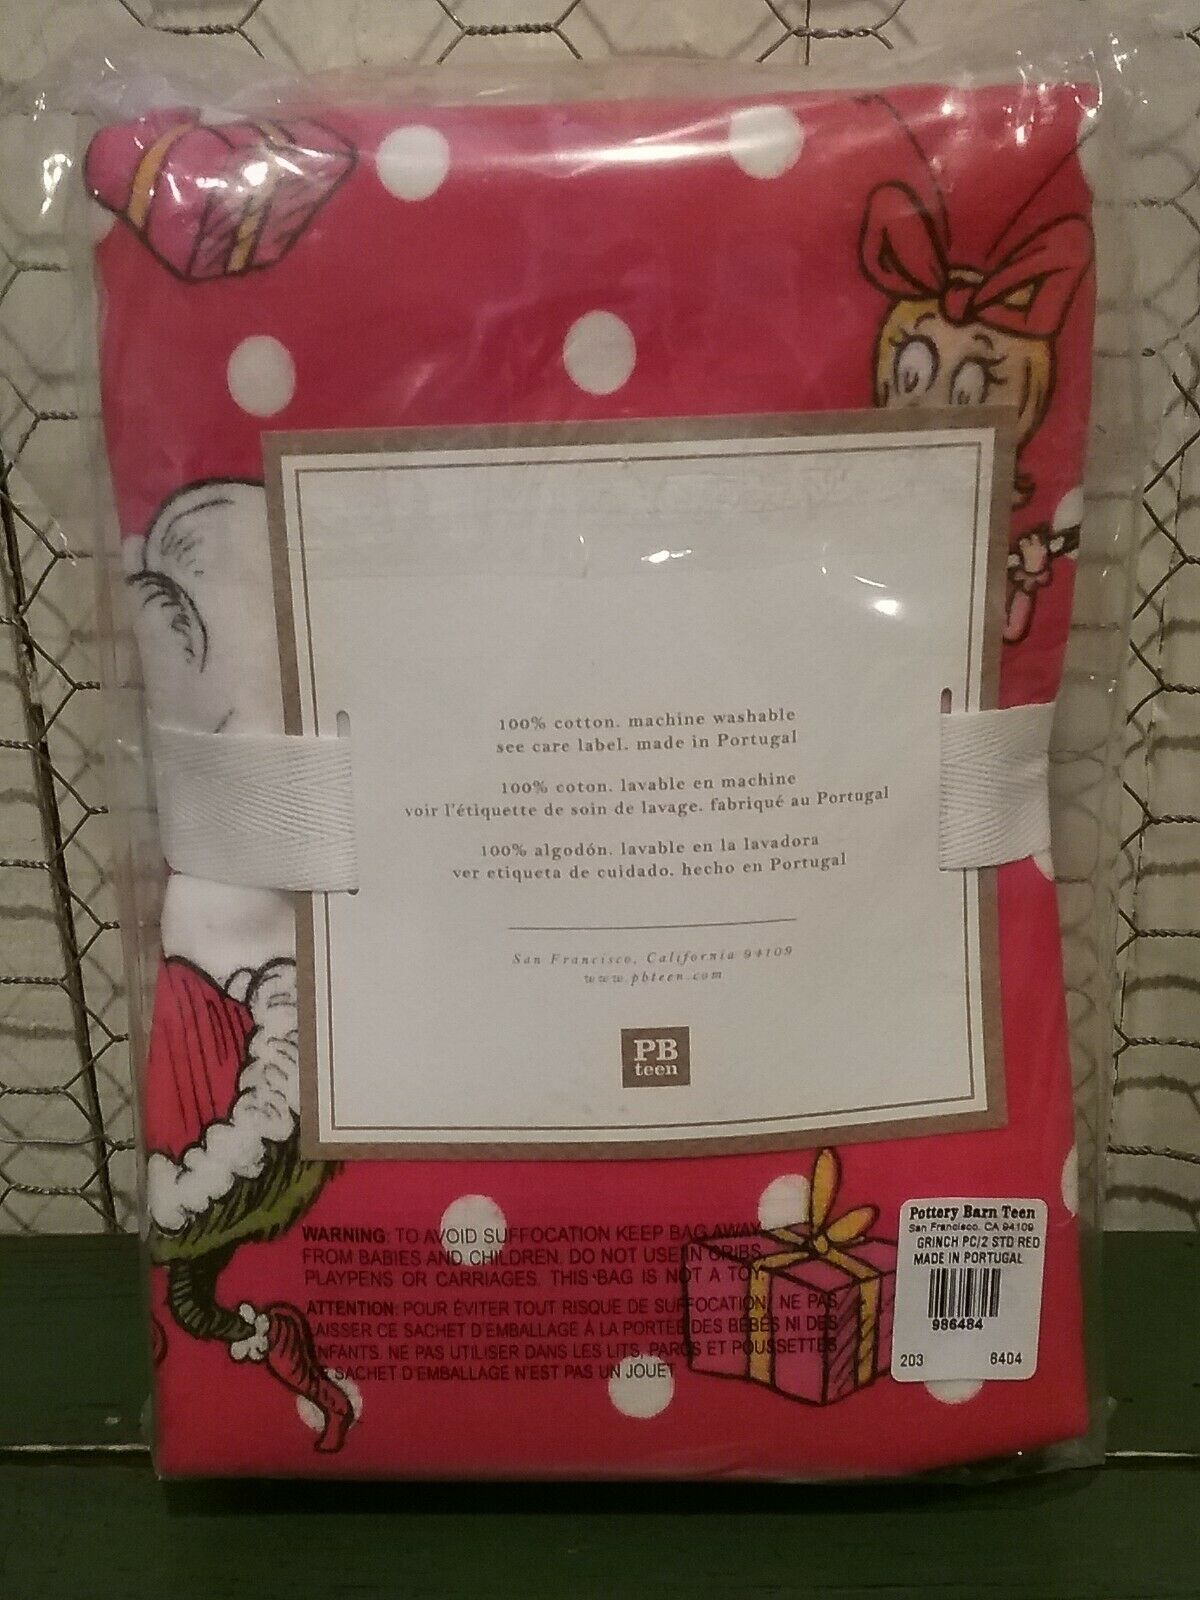 100% cotton. machine washable
see care label. made in Portugal
100% coton. lavable en machine
voir l'étiquette de soin de lavage. fabriqué au Portugal
100% algodón. lavable en la lavadora
ver etiqueta de cuidado. hecho en Portugal
San Francisco, California 94109
www.pbteen.com
PB
teen
WARNING: TO AVOID SUFFOCATION KEEP BAG AWAY
FROM BABIES AND CHILDREN. DO NOT USE IN CRIBS,
PLAYPENS OR CARRIAGES. THIS BAG IS NOT A TOY.
ATTENTION: POUR ÉVITER TOUT RISQUE DE SUFFOCATION, NE PAS
LAISSER CE SACHET D'EMBALLAGE À LA PORTÉE DES BÉBÉS NI DES
ENFANTS. NE PAS UTILISER DANS LES LITS, PARCS ET POUSSETTES
CE SACHET D'EMBALLAGE N'EST PAS UN JOUET
Pottery Barn Teen
San Francisco, CA 94109
GRINCH PC/2 STD RED
MADE IN PORTUGAL
986484
203 6404